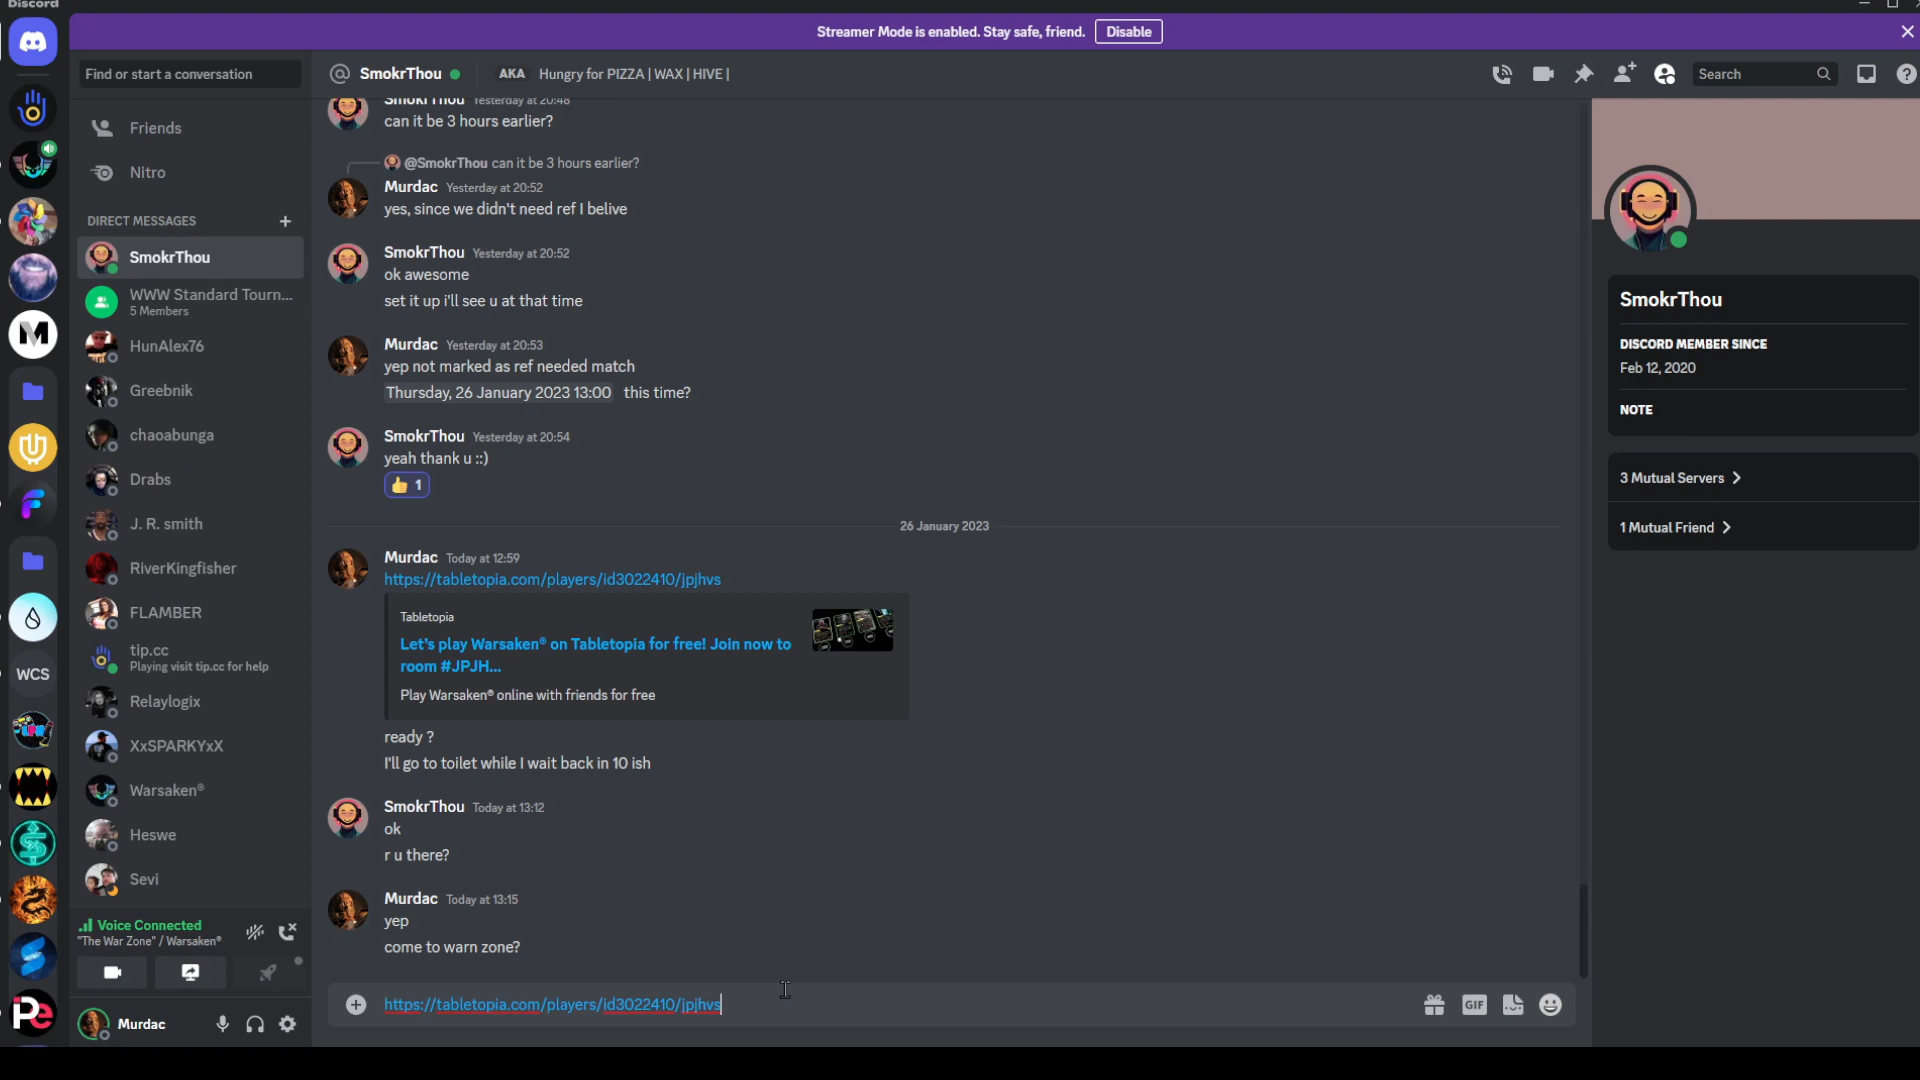 Discord
Streamer Mode is enabled. Stay safe, friend.
Disable
Find or start a conversation
SmokrThou
AKA
Hungry for PIZZA | WAX | HIVE |
Search
Friends
Nitro
DIRECT MESSAGES
SmokrThou
WWW Standard Tourn...
5 Members
HunAlex76
Greebnik
chaoabunga
Drabs
J. R. smith
RiverKingfisher
FLAMBER
tip.cc
Playing visit tip.cc for help
Relaylogix
XxSPARKYxX
Warsaken®
Heswe
Sevi
Voice Connected
"The War Zone" / Warsaken®
Murdac
WCS
SmokrThou Yesterday at 20:48
can it be 3 hours earlier?
@SmokrThou can it be 3 hours earlier?
Murdac Yesterday at 20:52
yes, since we didn't need ref I belive
SmokrThou Yesterday at 20:52
ok awesome
set it up i'll see u at that time
Murdac Yesterday at 20:53
yep not marked as ref needed match
Thursday, 26 January 2023 13:00 this time?
SmokrThou Yesterday at 20:54
yeah thank u ::)
1
26 January 2023
Murdac Today at 12:59
https://tabletopia.com/players/id3022410/jpjhvs
Tabletopia
Let's play Warsaken® on Tabletopia for free! Join now to
room #JPJH...
Play Warsaken® online with friends for free
ready ?
I'll go to toilet while I wait back in 10 ish
SmokrThou Today at 13:12
ok
r u there?
Murdac Today at 13:15
yep
come to warn zone?
https://tabletopia.com/players/id3022410/jpjhvs
GIF
SmokrThou
DISCORD MEMBER SINCE
Feb 12, 2020
NOTE
3 Mutual Servers
1 Mutual Friend